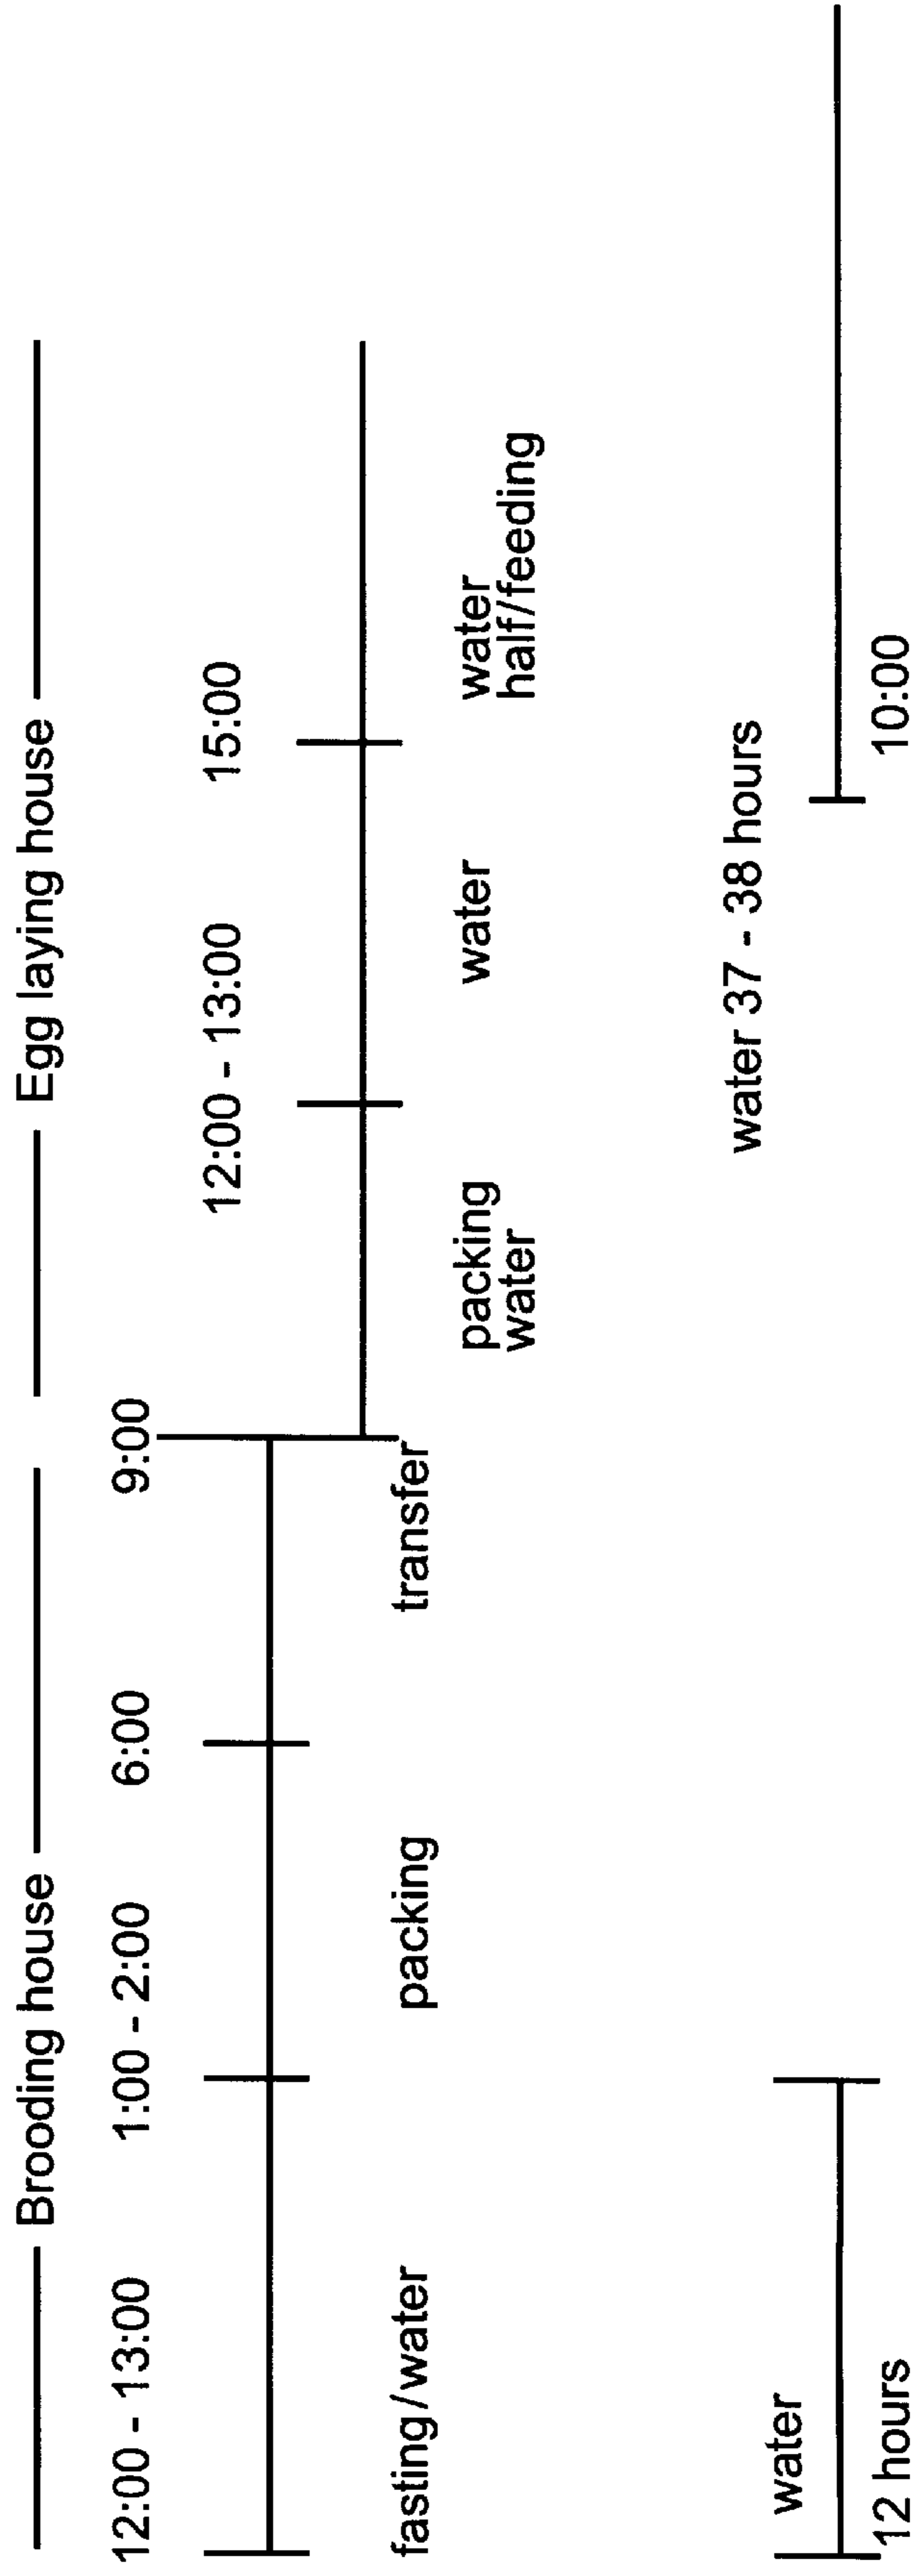 Brooding house
Egg laying house
12:00 - 13:00
1:00 - 2:00
6:00
9:00
12:00 - 13:00
15:00
fasting/water
packing
transfer
packing
water
water
water
half/feeding
water
water 37 - 38 hours
12 hours
10:00